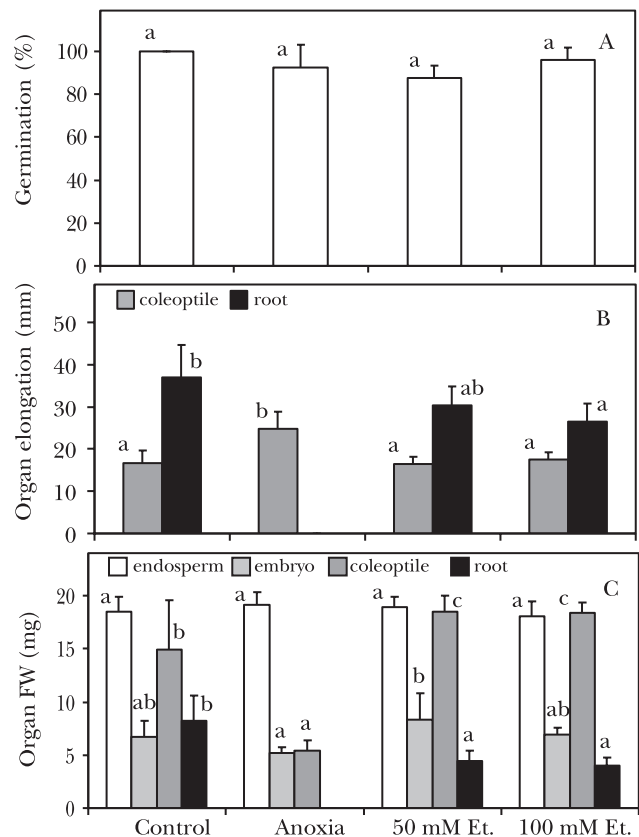 Germination (%)
100
80
60
40
20
0
a
a
a
a
A
Organ elongation (mm)
50
40
30
20
10
0
coleoptile root
B
a
b
b
a
ab
a
a
Organ FW (mg)
20
15
10
5
0
endosperm embryo coleoptile root
C
a
ab
b
b
a
a
a
a
b
c
a
a
ab
c
a
Control Anoxia 50 mM Et. 100 mM Et.